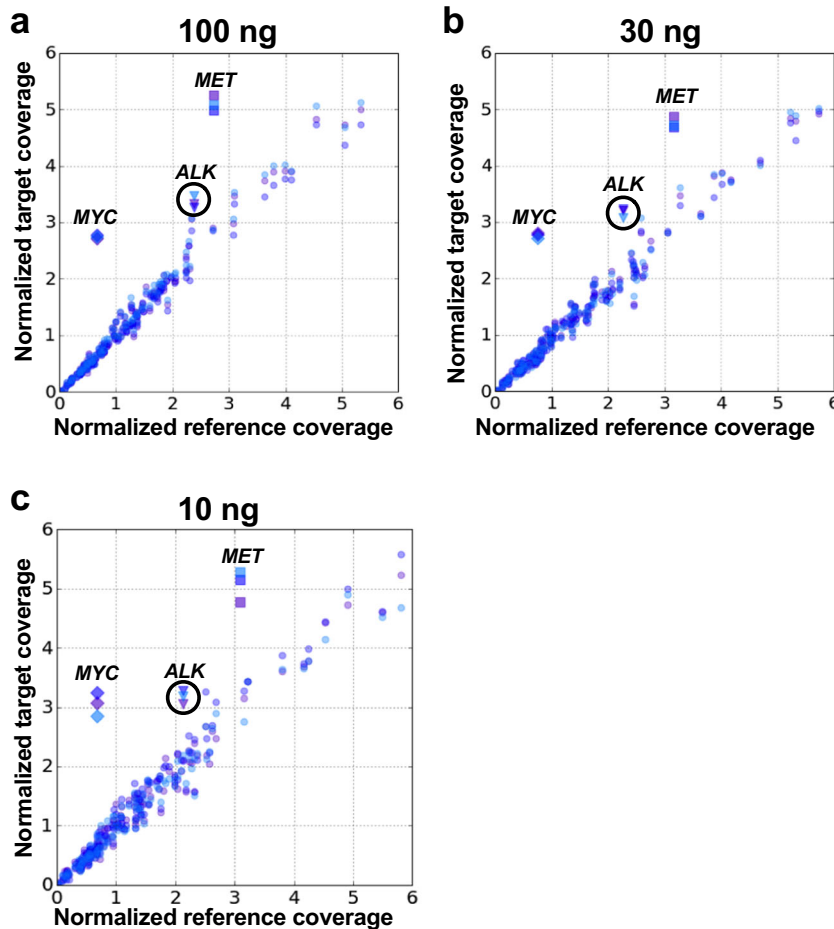 a
100 ng
6
5
4
3
2
1
0
Normalized target coverage
MET
ALK
MYC
0 1 2 3 4 5 6
Normalized reference coverage
b
30 ng
6
5
4
3
2
1
0
Normalized target coverage
MET
ALK
MYC
0 1 2 3 4 5 6
Normalized reference coverage
c
10 ng
6
5
4
3
2
1
0
Normalized target coverage
MET
MYC ALK
0 1 2 3 4 5 6
Normalized reference coverage